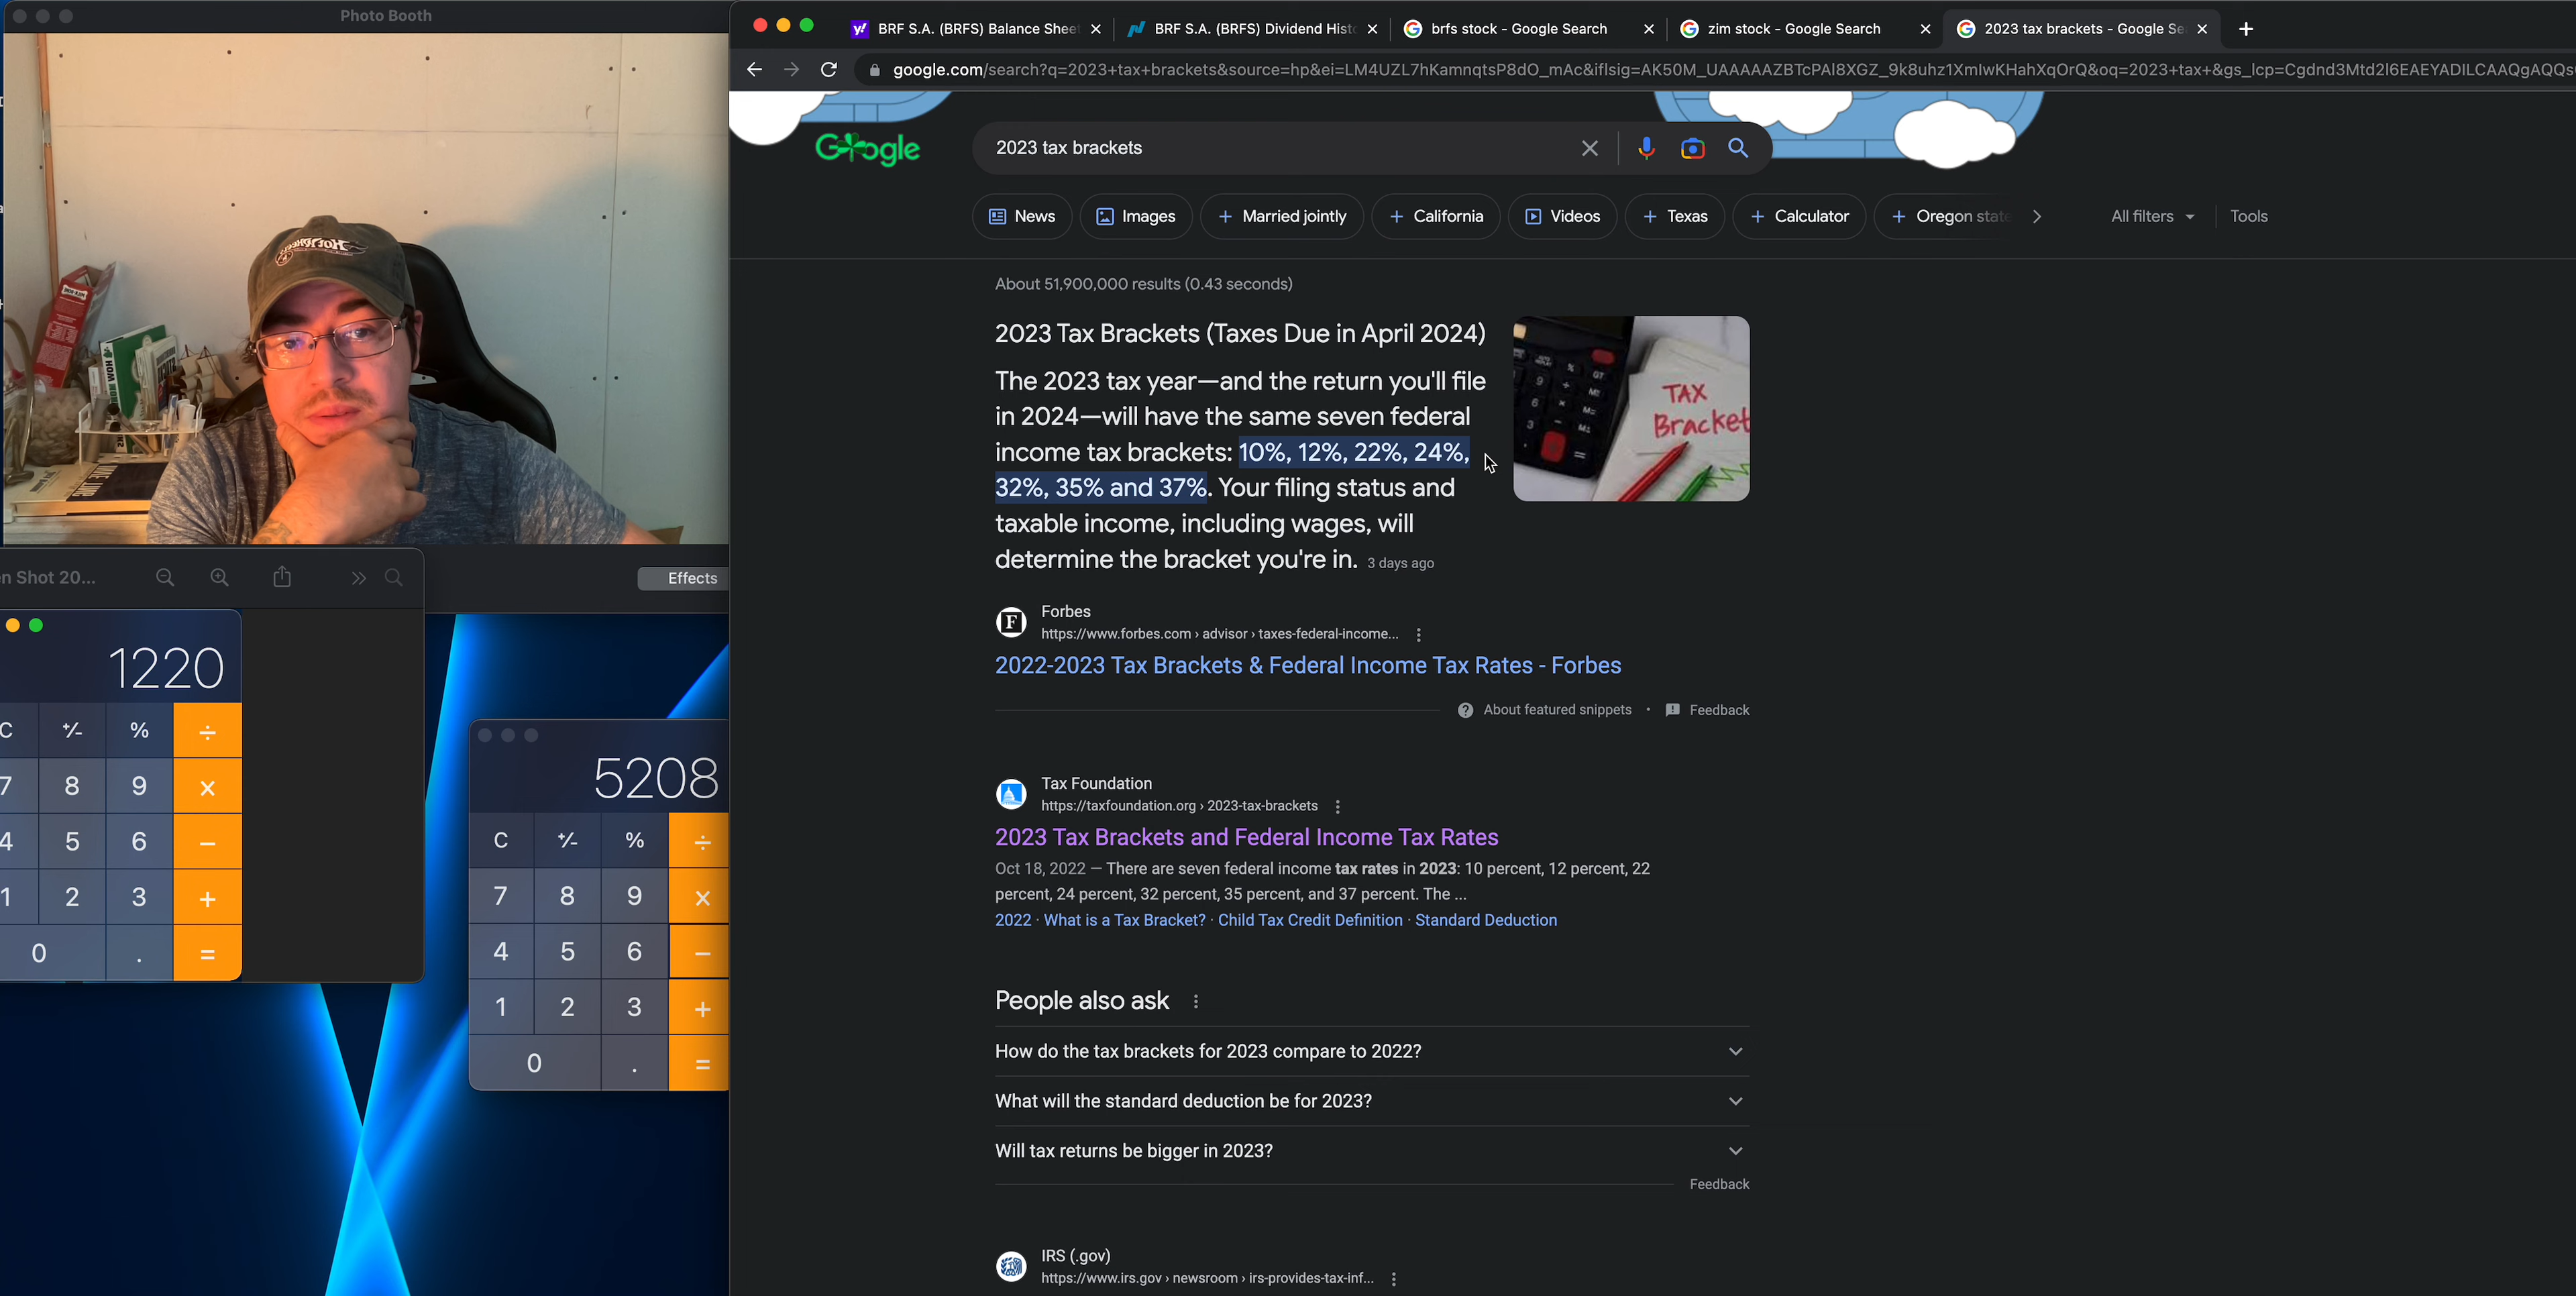 Photo Booth
BRF S.A. (BRFS) Balance Sheet
BRF S.A. (BRFS) Dividend Histo
brfs stock - Google Search
zim stock - Google Search
2023 tax brackets - Google Se
google.com/search?q=2023+tax+brackets&source=hp&ei=LM4UZL7hKamnqtsP8dO_mAc&iflsig=AK50M_UAAAAAZBTcPAl8XGZ_9k8uhz1XmIwKHahXqOrQ&oq=2023+tax+&gs_lcp=Cgdnd3Mtd2l6EAEYADILCAAQgAQQs
Google
2023 tax brackets
News
Images
+ Married jointly
+ California
Videos
+ Texas
+ Calculator
+ Oregon state
All filters
Tools
About 51,900,000 results (0.43 seconds)
2023 Tax Brackets (Taxes Due in April 2024)
The 2023 tax year—and the return you'll file
in 2024—will have the same seven federal
income tax brackets: 10%, 12%, 22%, 24%,
32%, 35% and 37%. Your filing status and
taxable income, including wages, will
determine the bracket you're in. 3 days ago
TAX
Bracket
Forbes
https://www.forbes.com › advisor › taxes-federal-income...
2022-2023 Tax Brackets & Federal Income Tax Rates - Forbes
About featured snippets • Feedback
Tax Foundation
https://taxfoundation.org › 2023-tax-brackets
2023 Tax Brackets and Federal Income Tax Rates
Oct 18, 2022 — There are seven federal income tax rates in 2023: 10 percent, 12 percent, 22
percent, 24 percent, 32 percent, 35 percent, and 37 percent. The ...
2022 · What is a Tax Bracket? · Child Tax Credit Definition · Standard Deduction
People also ask
How do the tax brackets for 2023 compare to 2022?
What will the standard deduction be for 2023?
Will tax returns be bigger in 2023?
Feedback
IRS (.gov)
https://www.irs.gov › newsroom › irs-provides-tax-inf...
en Shot 20...
Effects
1220
C +/- % ÷
7 8 9 ×
4 5 6 −
1 2 3 +
0 . =
5208
C +/- % ÷
7 8 9 ×
4 5 6 −
1 2 3 +
0 . =